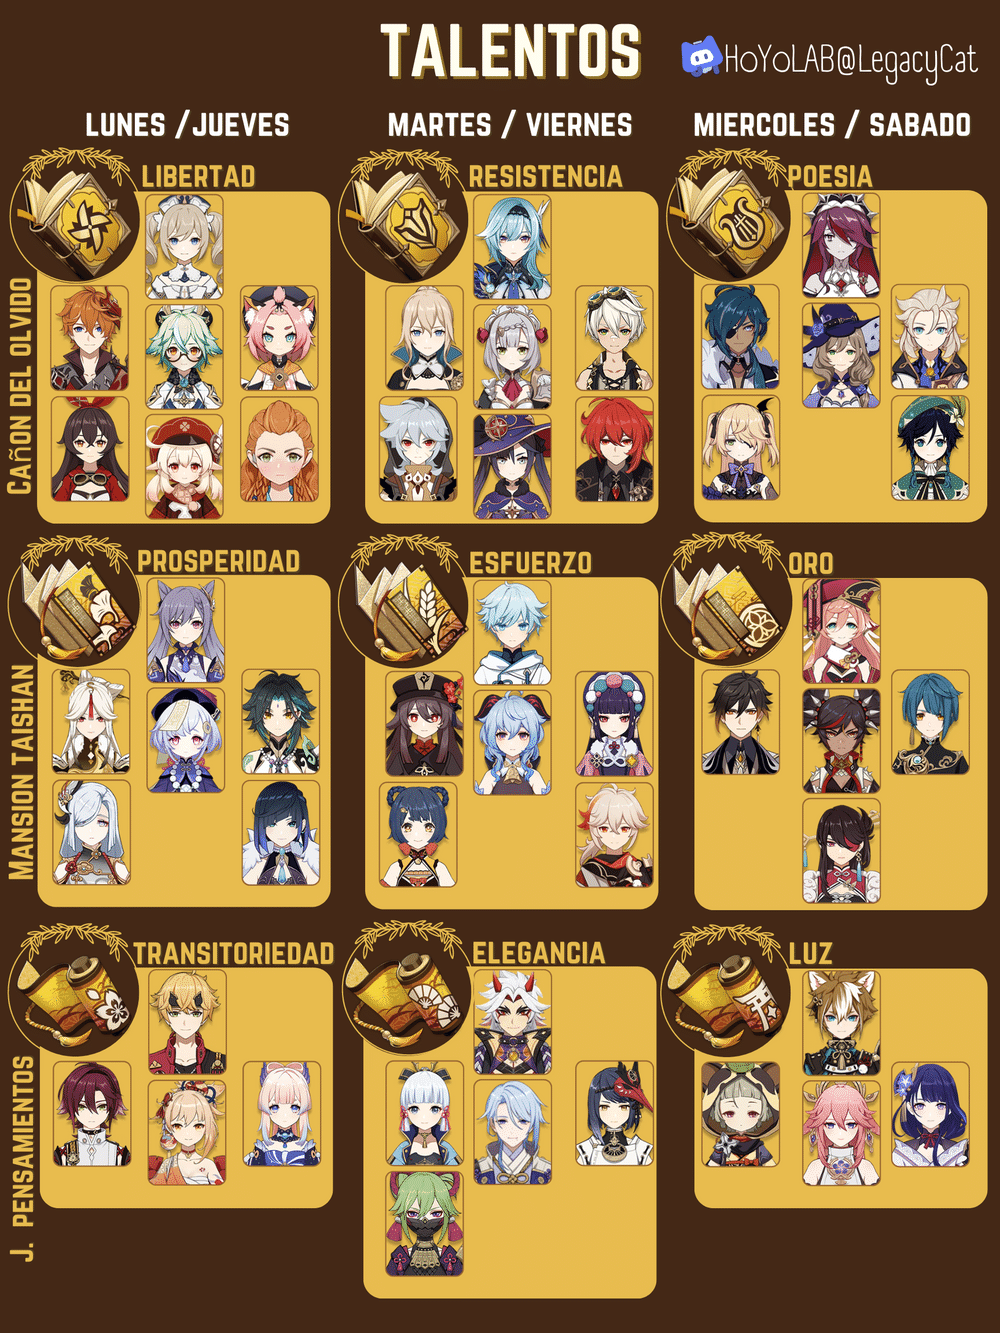 TALENTOS
HoYoLAB@LegacyCat
LUNES /JUEVES
MARTES / VIERNES
MIERCOLES / SABADO
CAÑON DEL OLVIDO
LIBERTAD
RESISTENCIA
POESIA
MANSION TAISHAN
PROSPERIDAD
ESFUERZO
ORO
J. PENSAMIENTOS
TRANSITORIEDAD
ELEGANCIA
LUZ